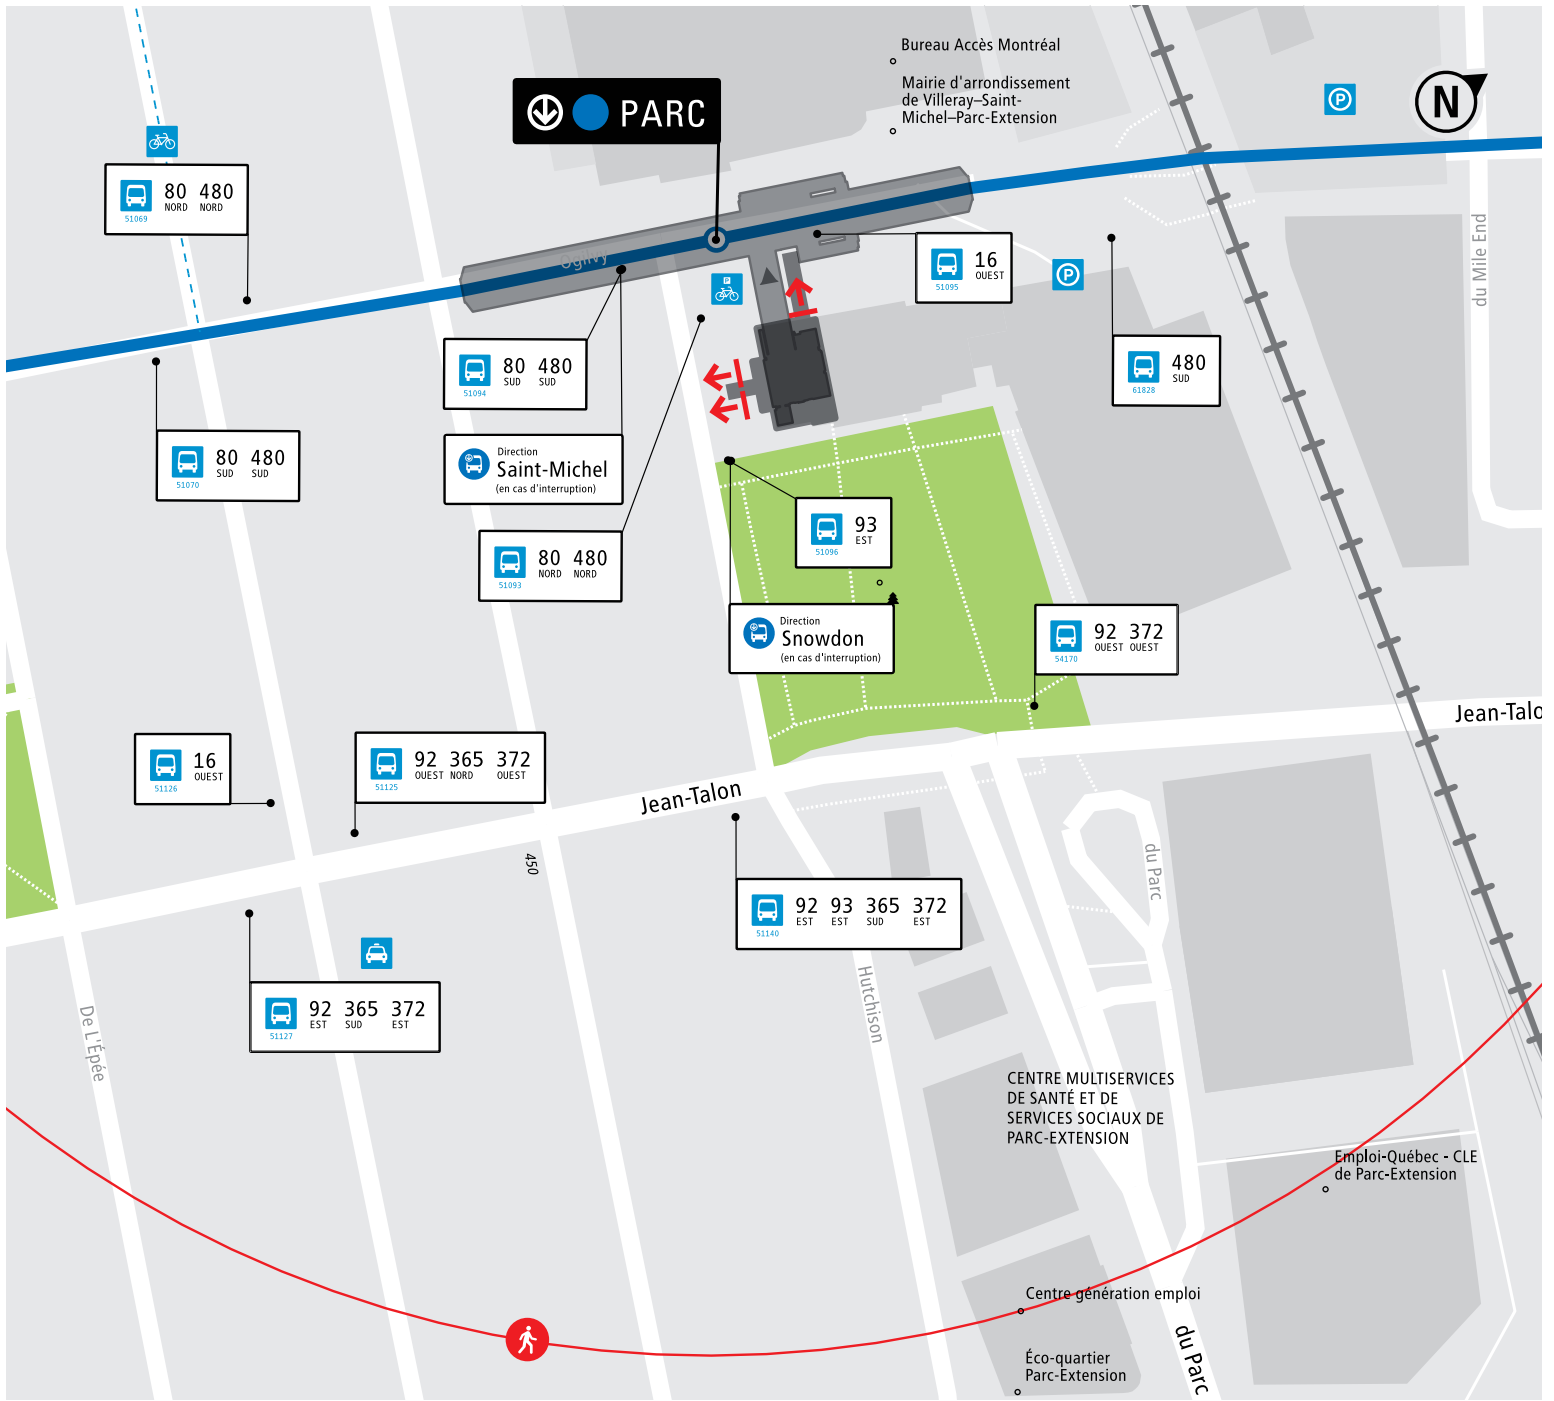 Bureau Accès Montréal
Mairie d'arrondissement
de Villeray–Saint-
Michel–Parc-Extension
P
N
PARC
80 480
NORD NORD
51069
Ogilvy
P
16
OUEST
51095
P
du Mile End
80 480
SUD SUD
51094
480
SUD
61828
80 480
SUD SUD
51070
Direction
Saint-Michel
(en cas d'interruption)
93
EST
51096
80 480
NORD NORD
51093
Direction
Snowdon
(en cas d'interruption)
92 372
OUEST OUEST
54170
Jean-Talo
16
OUEST
51126
92 365 372
OUEST NORD OUEST
51125
Jean-Talon
450
du Parc
92 93 365 372
EST EST SUD EST
51140
92 365 372
EST SUD EST
51127
De L'Épée
Hutchison
CENTRE MULTISERVICES
DE SANTÉ ET DE
SERVICES SOCIAUX DE
PARC-EXTENSION
Emploi-Québec - CLE
de Parc-Extension
Centre génération emploi
du Parc
Éco-quartier
Parc-Extension